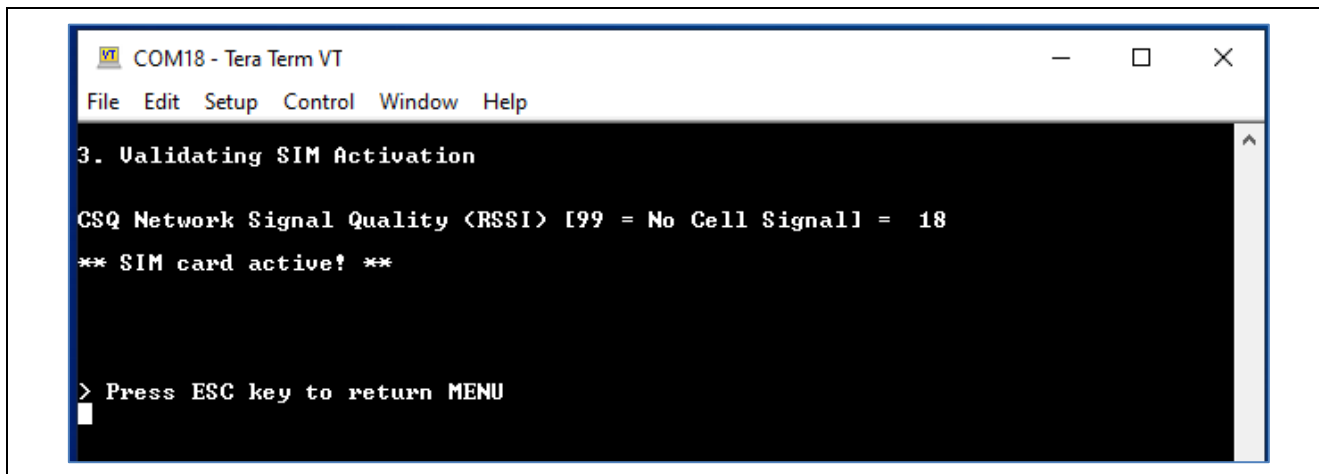 COM18 - Tera Term VT
File Edit Setup Control Window Help
3. Validating SIM Activation
CSQ Network Signal Quality (RSSI) [99 = No Cell Signal] = 18
** SIM card active! **
> Press ESC key to return MENU